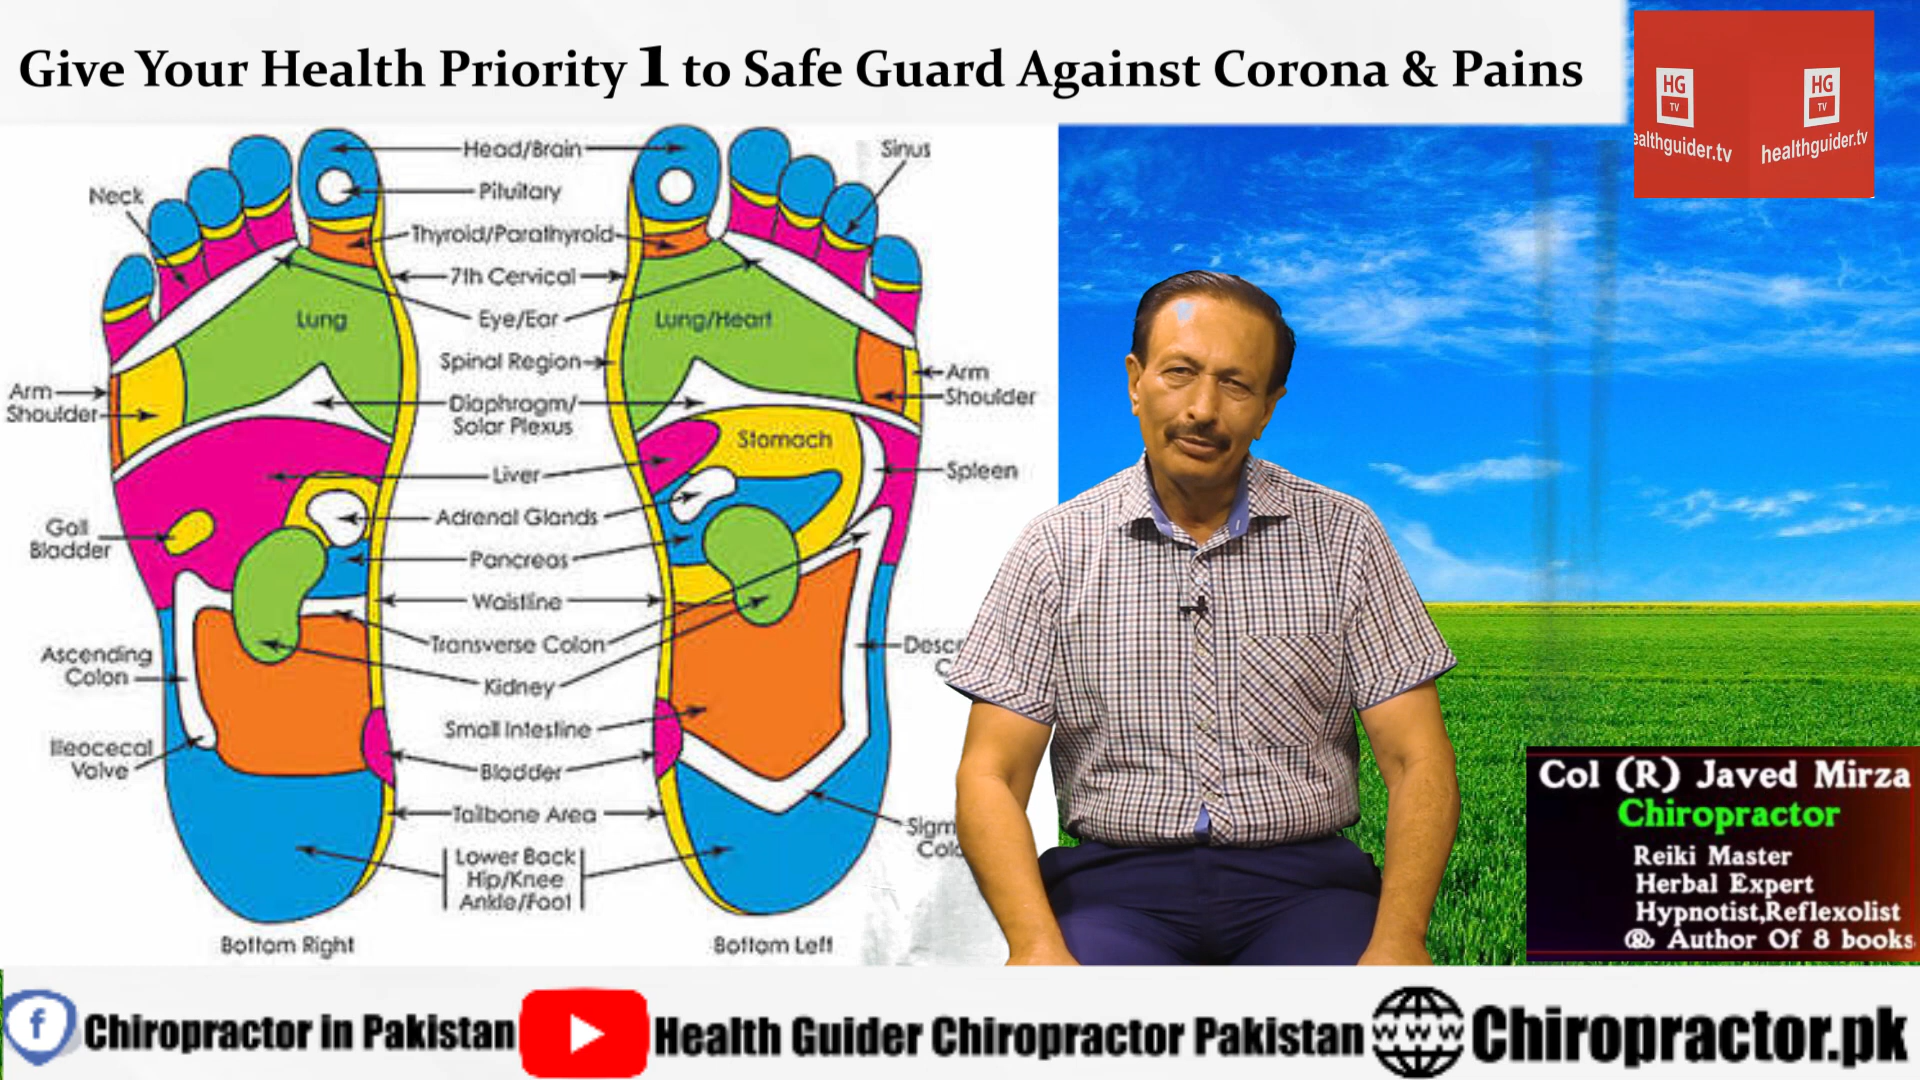 Give Your Health Priority 1 to Safe Guard Against Corona & Pains
HG
TV
ealthguider.tv
HG
TV
healthguider.tv
Head/Brain
Sinus
Neck
Pituitary
Thyroid/Parathyroid
7th Cervical
Lung
Eye/Ear
Lung/Heart
Spinal Region
Arm
Shoulder
Diaphragm/
Solar Plexus
Arm
Shoulder
Stomach
Liver
Spleen
Adrenal Glands
Gall
Bladder
Pancreas
Waistline
Transverse Colon
Ascending
Colon
Desc
C
Kidney
Small Intestine
Illeocecal
Valve
Bladder
Tailbone Area
Sigm
Colo
Lower Back
Hip/Knee
Ankle/Foot
Bottom Right
Bottom Left
Col (R) Javed Mirza
Chiropractor
Reiki Master
Herbal Expert
Hypnotist,Reflexolist
& Author Of 8 books
f Chiropractor in Pakistan Health Guider Chiropractor Pakistan www Chiropractor.pk